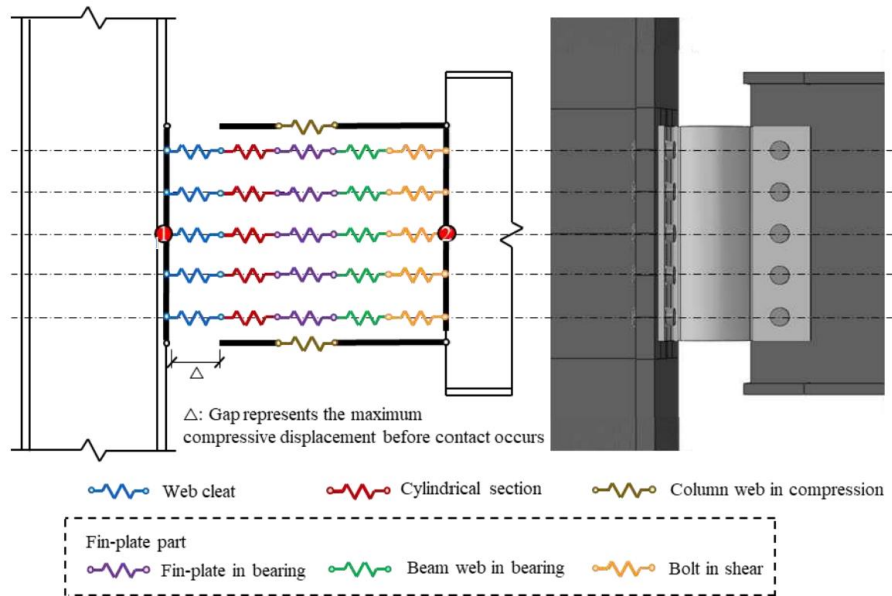 1
2
△
△: Gap represents the maximum
compressive displacement before contact occurs
Web cleat
Cylindrical section
Column web in compression
Fin-plate part
Fin-plate in bearing
Beam web in bearing
Bolt in shear